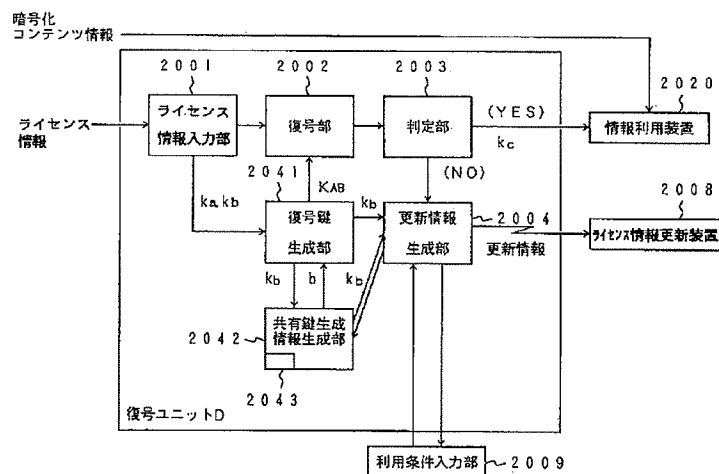 暗号化
コンテンツ情報
2001
2002
2003
2020
ライセンス
情報
ライセンス
情報入力部
復号部
判定部
(YES)
kc
情報利用装置
2041
KAB
(NO)
2008
ka,kb
復号鍵
生成部
kb
更新情報
生成部
2004
更新情報
ライセンス情報更新装置
kb
b
kb
2042
共有鍵生成
情報生成部
2043
復号ユニットD
利用条件入力部
2009